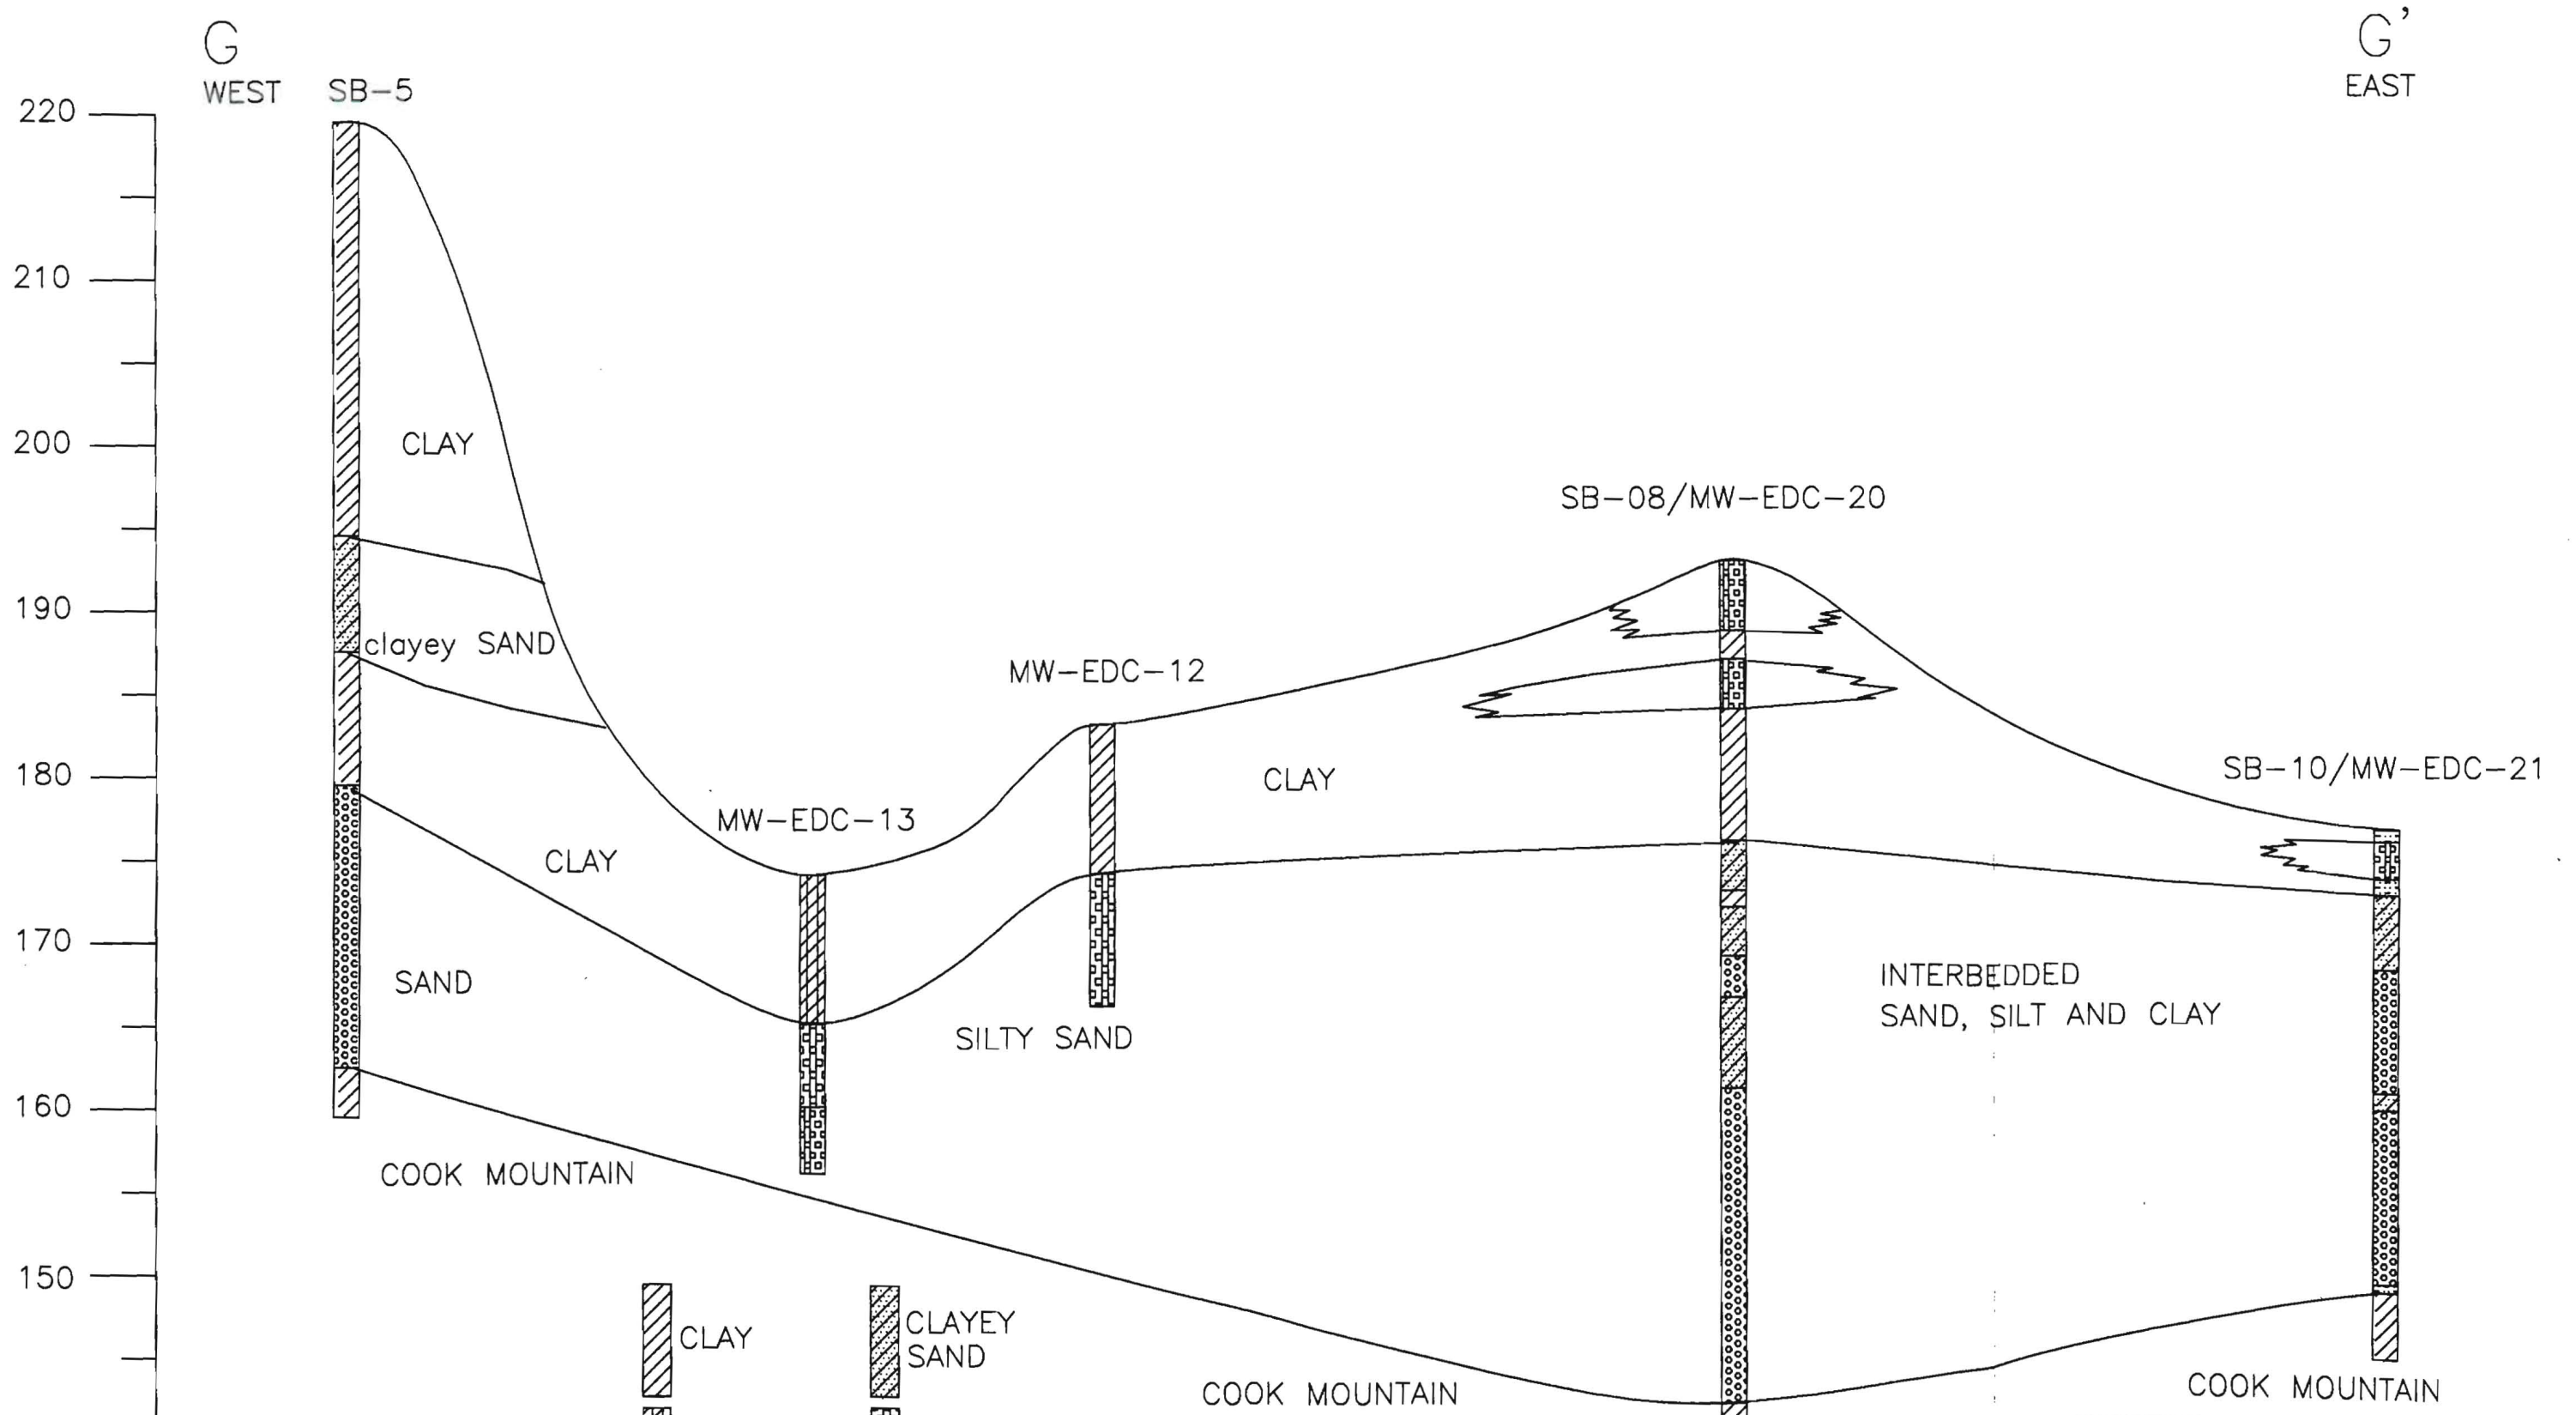 G
G'
WEST
SB-5
EAST
220
210
200
CLAY
SB-08/MW-EDC-20
190
clayey SAND
MW-EDC-12
180
CLAY
SB-10/MW-EDC-21
MW-EDC-13
CLAY
170
SAND
INTERBEDDED
SAND, SILT AND CLAY
SILTY SAND
160
COOK MOUNTAIN
150
CLAY
CLAYEY
SAND
COOK MOUNTAIN
COOK MOUNTAIN